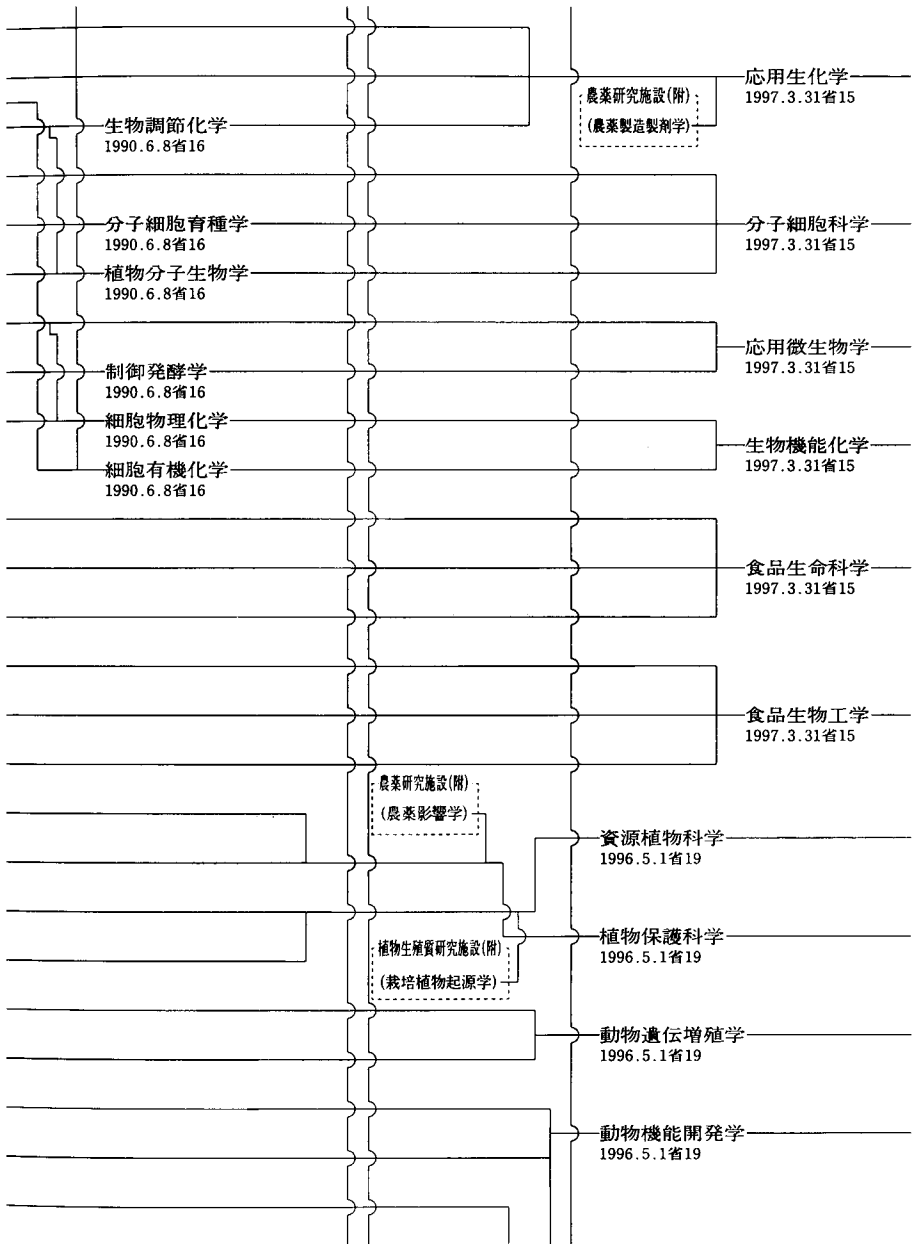 応用生化学
1997.3.31省15
農薬研究施設(附)
(農薬製造製剤学)
生物調節化学
1990.6.8省16
分子細胞育種学
1990.6.8省16
分子細胞科学
1997.3.31省15
植物分子生物学
1990.6.8省16
応用微生物学
1997.3.31省15
制御発酵学
1990.6.8省16
細胞物理化学
1990.6.8省16
生物機能化学
1997.3.31省15
細胞有機化学
1990.6.8省16
食品生命科学
1997.3.31省15
食品生物工学
1997.3.31省15
農薬研究施設(附)
(農薬影響学)
資源植物科学
1996.5.1省19
植物保護科学
1996.5.1省19
植物生殖質研究施設(附)
(栽培植物起源学)
動物遺伝増殖学
1996.5.1省19
動物機能開発学
1996.5.1省19